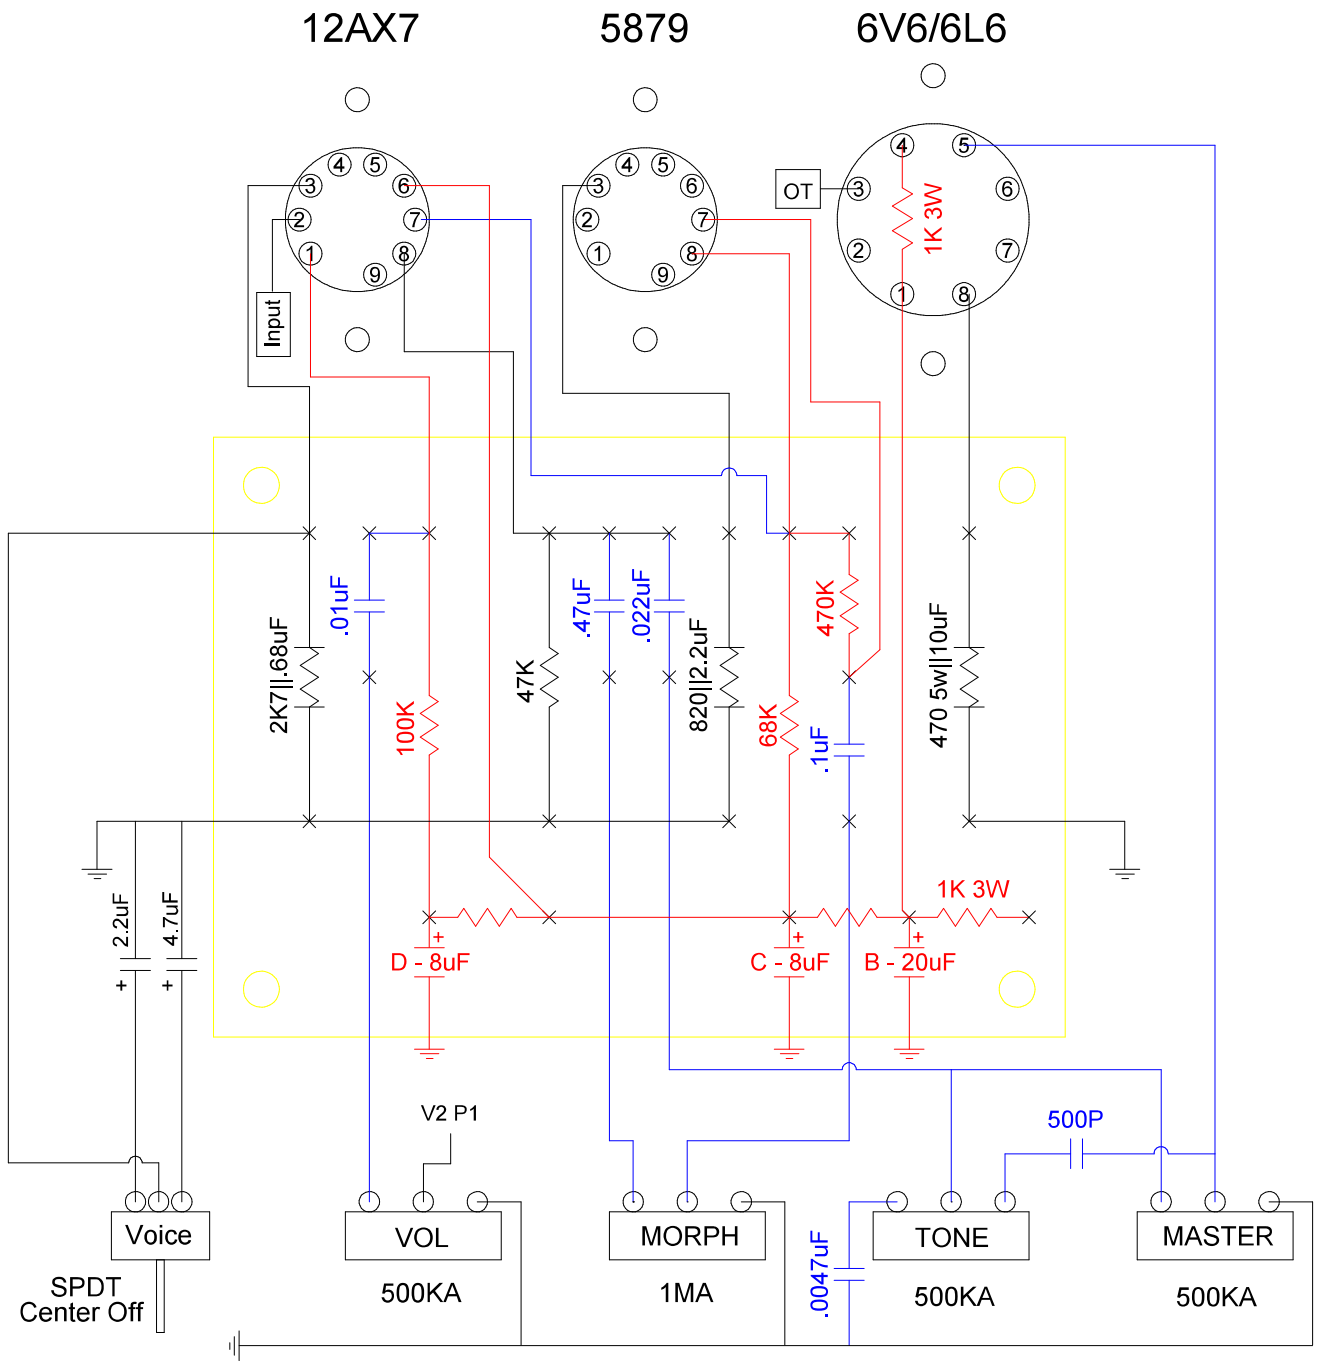 12AX7
5879
6V6/6L6
4 5
3 6
2 7
1 8
9
4 5
3 6
2 7
1 8
9
4 5
3 6
2 7
1 8
OT
1K 3W
Input
.01uF
2K7||.68uF
100K
47K
.47uF
.022uF
820||2.2uF
68K
470K
.1uF
470 5w||10uF
1K 3W
2.2uF
4.7uF
+
+
+
D - 8uF
+
C - 8uF
+
B - 20uF
V2 P1
500P
Voice
VOL
MORPH
TONE
MASTER
SPDT
Center Off
500KA
1MA
.0047uF
500KA
500KA